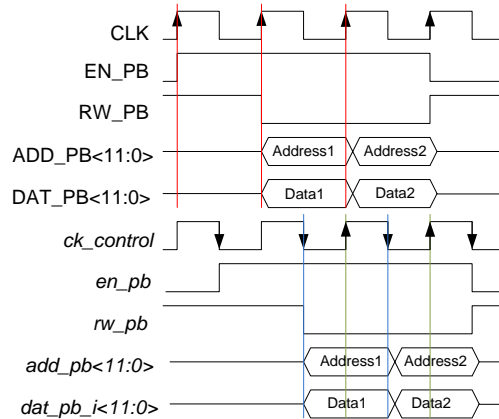 CLK
EN_PB
RW_PB
ADD_PB<11:0> Address1 Address2
DAT_PB<11:0> Data1 Data2
ck_control
en_pb
rw_pb
add_pb<11:0> Address1 Address2
dat_pb_i<11:0> Data1 Data2